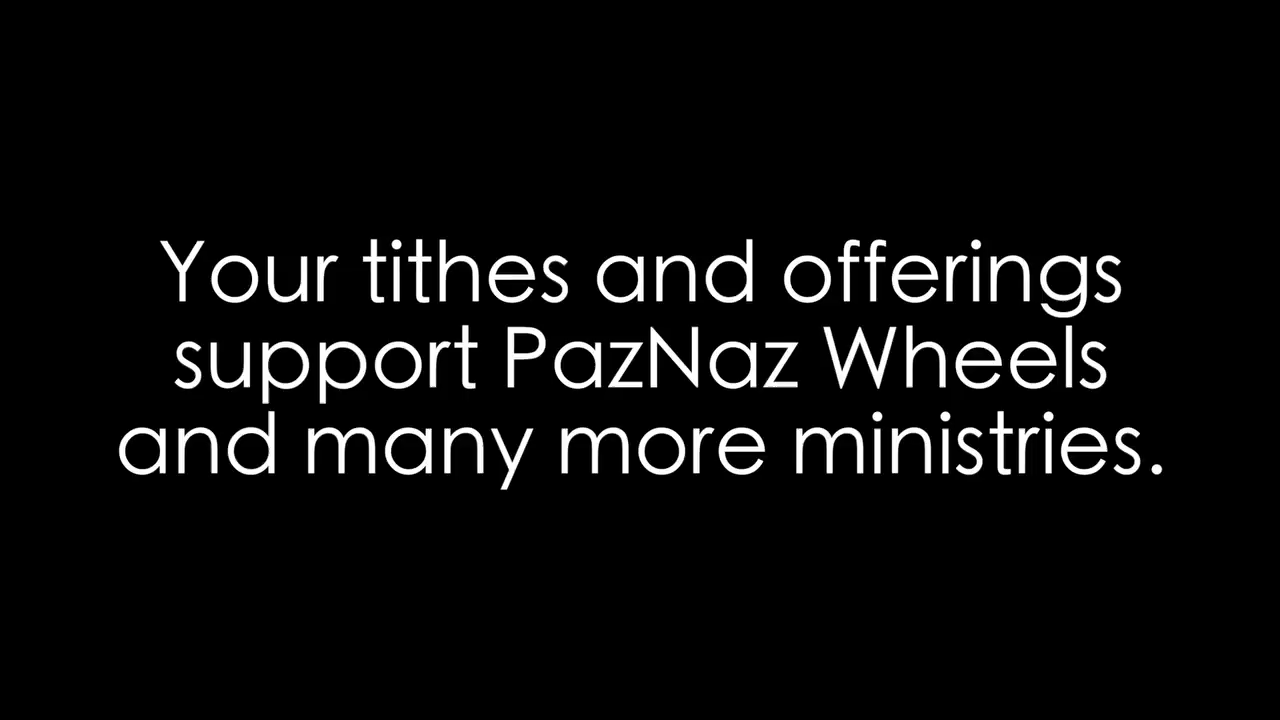 Your tithes and offerings
support PazNaz Wheels
and many more ministries.